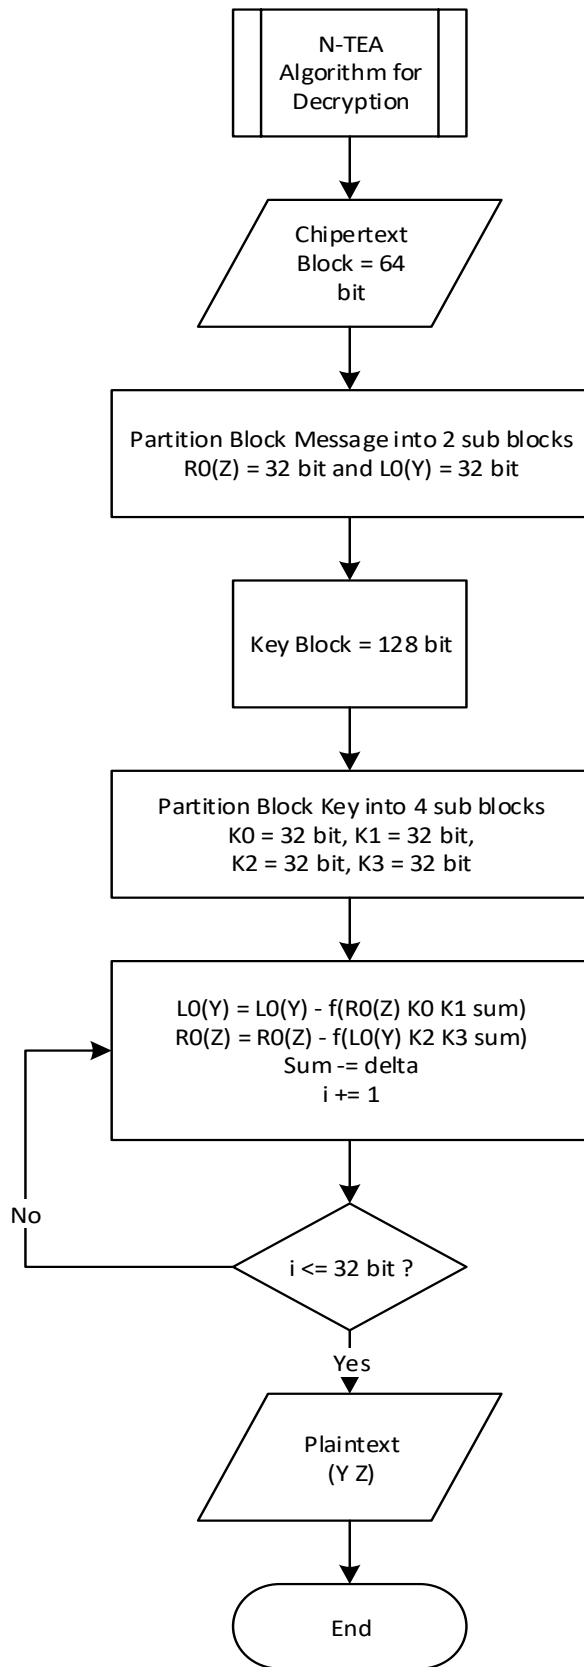 N-TEA
Algorithm for
Decryption
Chipertext
Block = 64
bit
Partition Block Message into 2 sub blocks
R0(Z) = 32 bit and L0(Y) = 32 bit
Key Block = 128 bit
Partition Block Key into 4 sub blocks
K0 = 32 bit, K1 = 32 bit,
K2 = 32 bit, K3 = 32 bit
L0(Y) = L0(Y) - f(R0(Z) K0 K1 sum)
R0(Z) = R0(Z) - f(L0(Y) K2 K3 sum)
Sum -= delta
i += 1
No
i <= 32 bit ?
Yes
Plaintext
(Y Z)
End